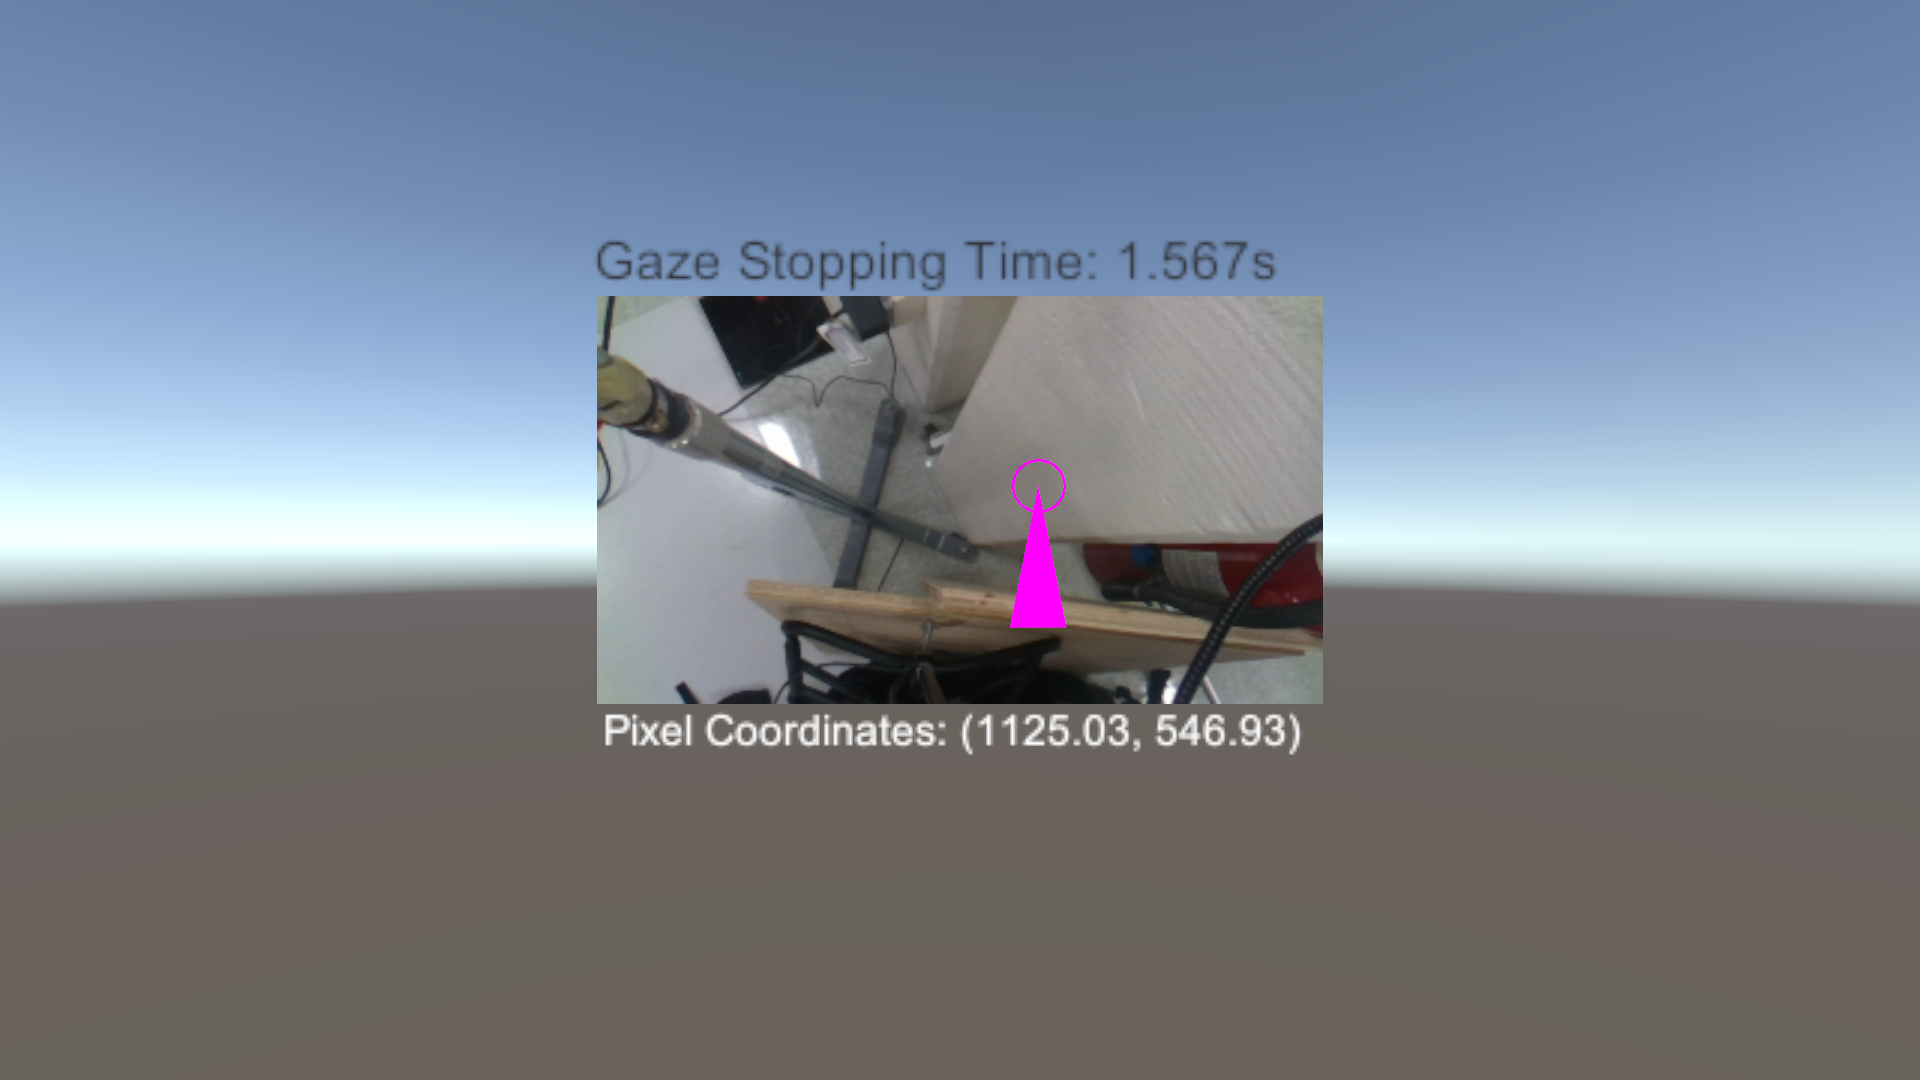 Gaze Stopping Time: 1.567s
Pixel Coordinates: (1125.03, 546.93)